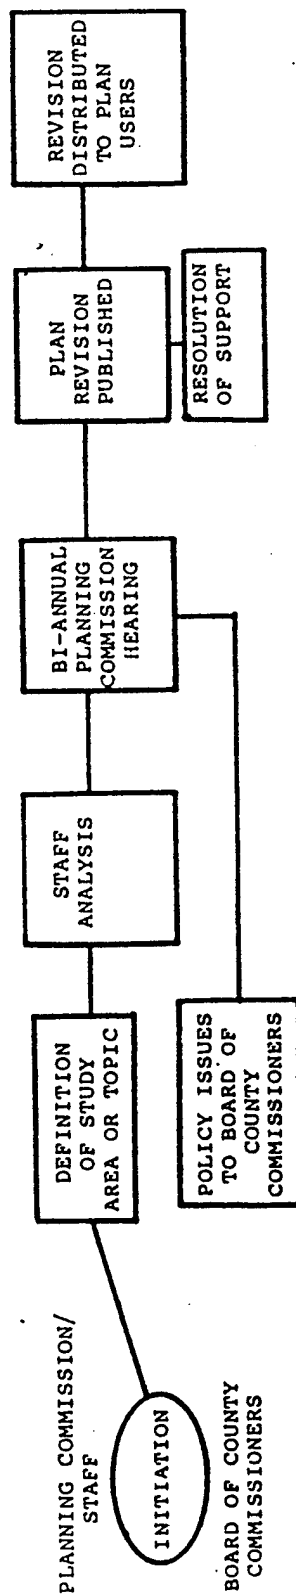 PLANNING COMMISSION/
STAFF
INITIATION
BOARD OF COUNTY
COMMISSIONERS
DEFINITION
OF STUDY
AREA OR TOPIC
POLICY ISSUES
TO BOARD OF
COUNTY
COMMISSIONERS
STAFF
ANALYSIS
BI-ANNUAL
PLANNING
COMMISSION
HEARING
PLAN
REVISION
PUBLISHED
RESOLUTION
OF SUPPORT
REVISION
DISTRIBUTED
TO PLAN
USERS